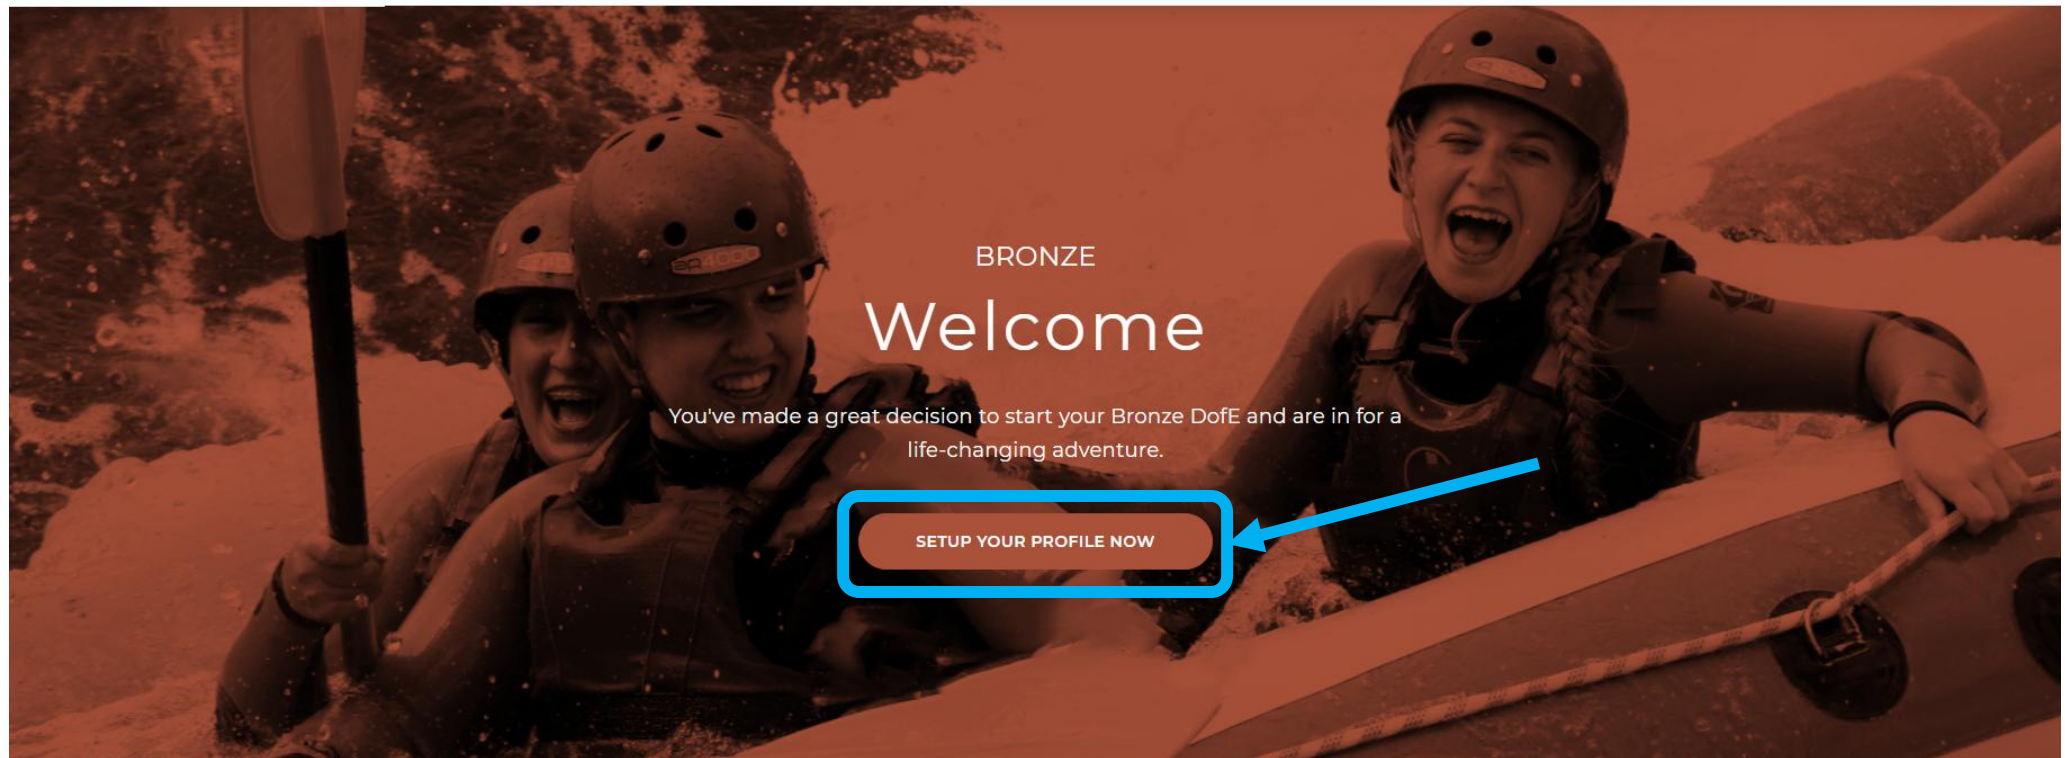 BRONZE
Welcome
You've made a great decision to start your Bronze DofE and are in for a
life-changing adventure.
SETUP YOUR PROFILE NOW